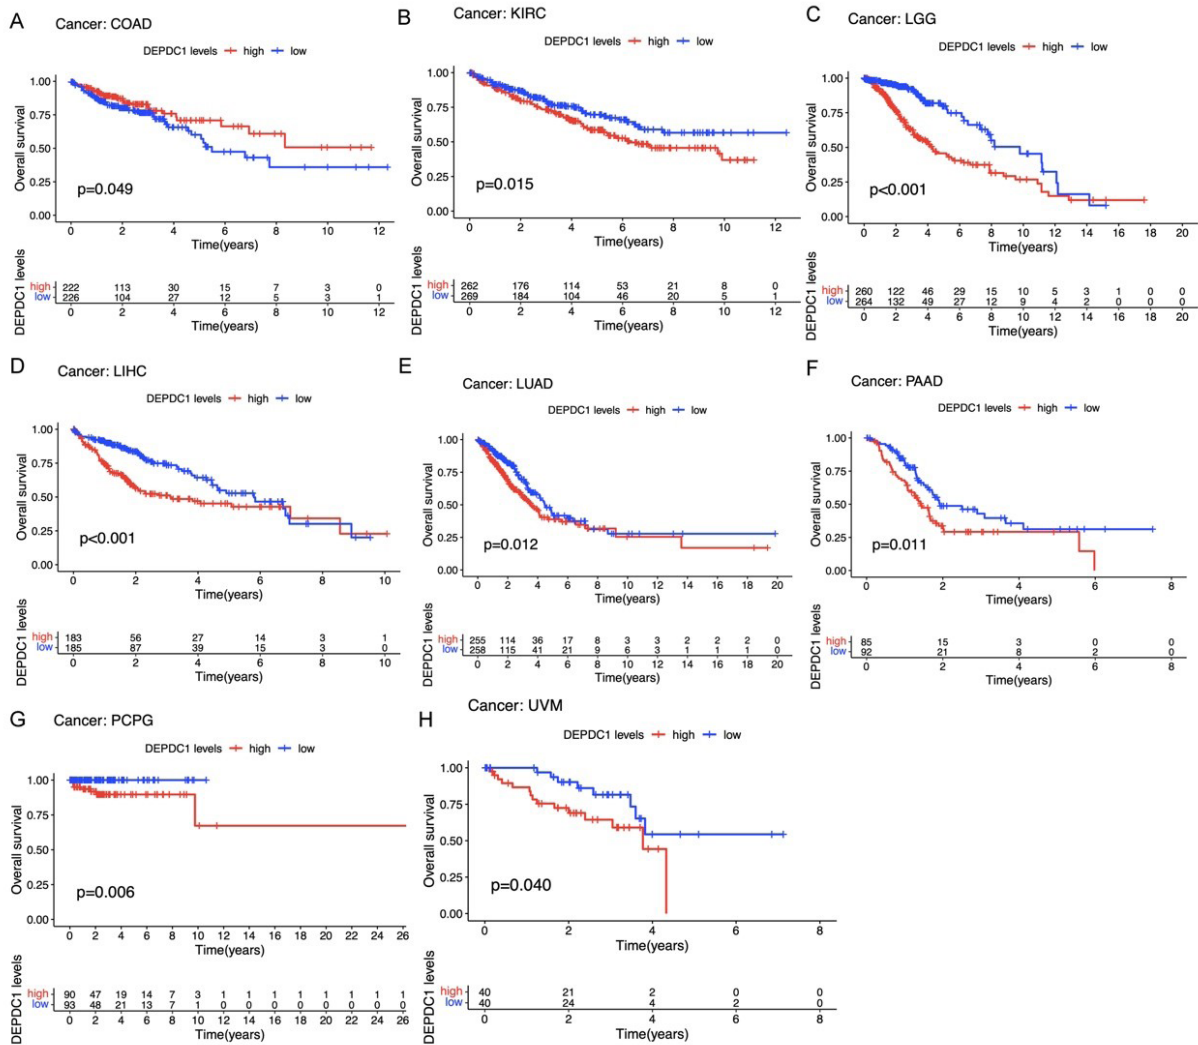 A
Cancer: COAD
DEPDC1 levels high low
Overall survival
1.00
0.75
0.50
0.25
0.00
p=0.049
0 2 4 6 8 10 12
Time(years)
DEPDC1 levels
high 222 113 30 15 7 3 0
low 226 104 27 12 5 3 1
0 2 4 6 8 10 12
Time(years)
B
Cancer: KIRC
DEPDC1 levels high low
Overall survival
1.00
0.75
0.50
0.25
0.00
p=0.015
0 2 4 6 8 10 12
Time(years)
DEPDC1 levels
high 262 176 114 53 21 8 0
low 269 184 104 46 20 5 1
0 2 4 6 8 10 12
Time(years)
C
Cancer: LGG
DEPDC1 levels high low
Overall survival
1.00
0.75
0.50
0.25
0.00
p<0.001
0 2 4 6 8 10 12 14 16 18 20
Time(years)
DEPDC1 levels
high 260 122 46 29 15 10 5 3 1 0 0
low 264 132 49 27 12 9 4 2 0 0 0
0 2 4 6 8 10 12 14 16 18 20
Time(years)
D
Cancer: LIHC
DEPDC1 levels high low
Overall survival
1.00
0.75
0.50
0.25
0.00
p<0.001
0 2 4 6 8 10
Time(years)
DEPDC1 levels
high 183 56 27 14 3 1
low 185 87 39 15 3 0
0 2 4 6 8 10
Time(years)
E
Cancer: LUAD
DEPDC1 levels high low
Overall survival
1.00
0.75
0.50
0.25
0.00
p=0.012
0 2 4 6 8 10 12 14 16 18 20
Time(years)
DEPDC1 levels
high 255 114 36 17 8 3 3 2 2 2 0
low 258 115 41 21 9 6 3 1 1 1 0
0 2 4 6 8 10 12 14 16 18 20
Time(years)
F
Cancer: PAAD
DEPDC1 levels high low
Overall survival
1.00
0.75
0.50
0.25
0.00
p=0.011
0 2 4 6 8
Time(years)
DEPDC1 levels
high 85 15 3 0 0
low 92 21 8 2 0
0 2 4 6 8
Time(years)
G
Cancer: PCPG
DEPDC1 levels high low
Overall survival
1.00
0.75
0.50
0.25
0.00
p=0.006
0 2 4 6 8 10 12 14 16 18 20 22 24 26
Time(years)
DEPDC1 levels
high 90 47 19 14 7 3 1 1 1 1 1 1 1 1
low 93 48 21 13 7 1 0 0 0 0 0 0 0 0
0 2 4 6 8 10 12 14 16 18 20 22 24 26
Time(years)
H
Cancer: UVM
DEPDC1 levels high low
Overall survival
1.00
0.75
0.50
0.25
0.00
p=0.040
0 2 4 6 8
Time(years)
DEPDC1 levels
high 40 21 2 0 0
low 40 24 4 2 0
0 2 4 6 8
Time(years)